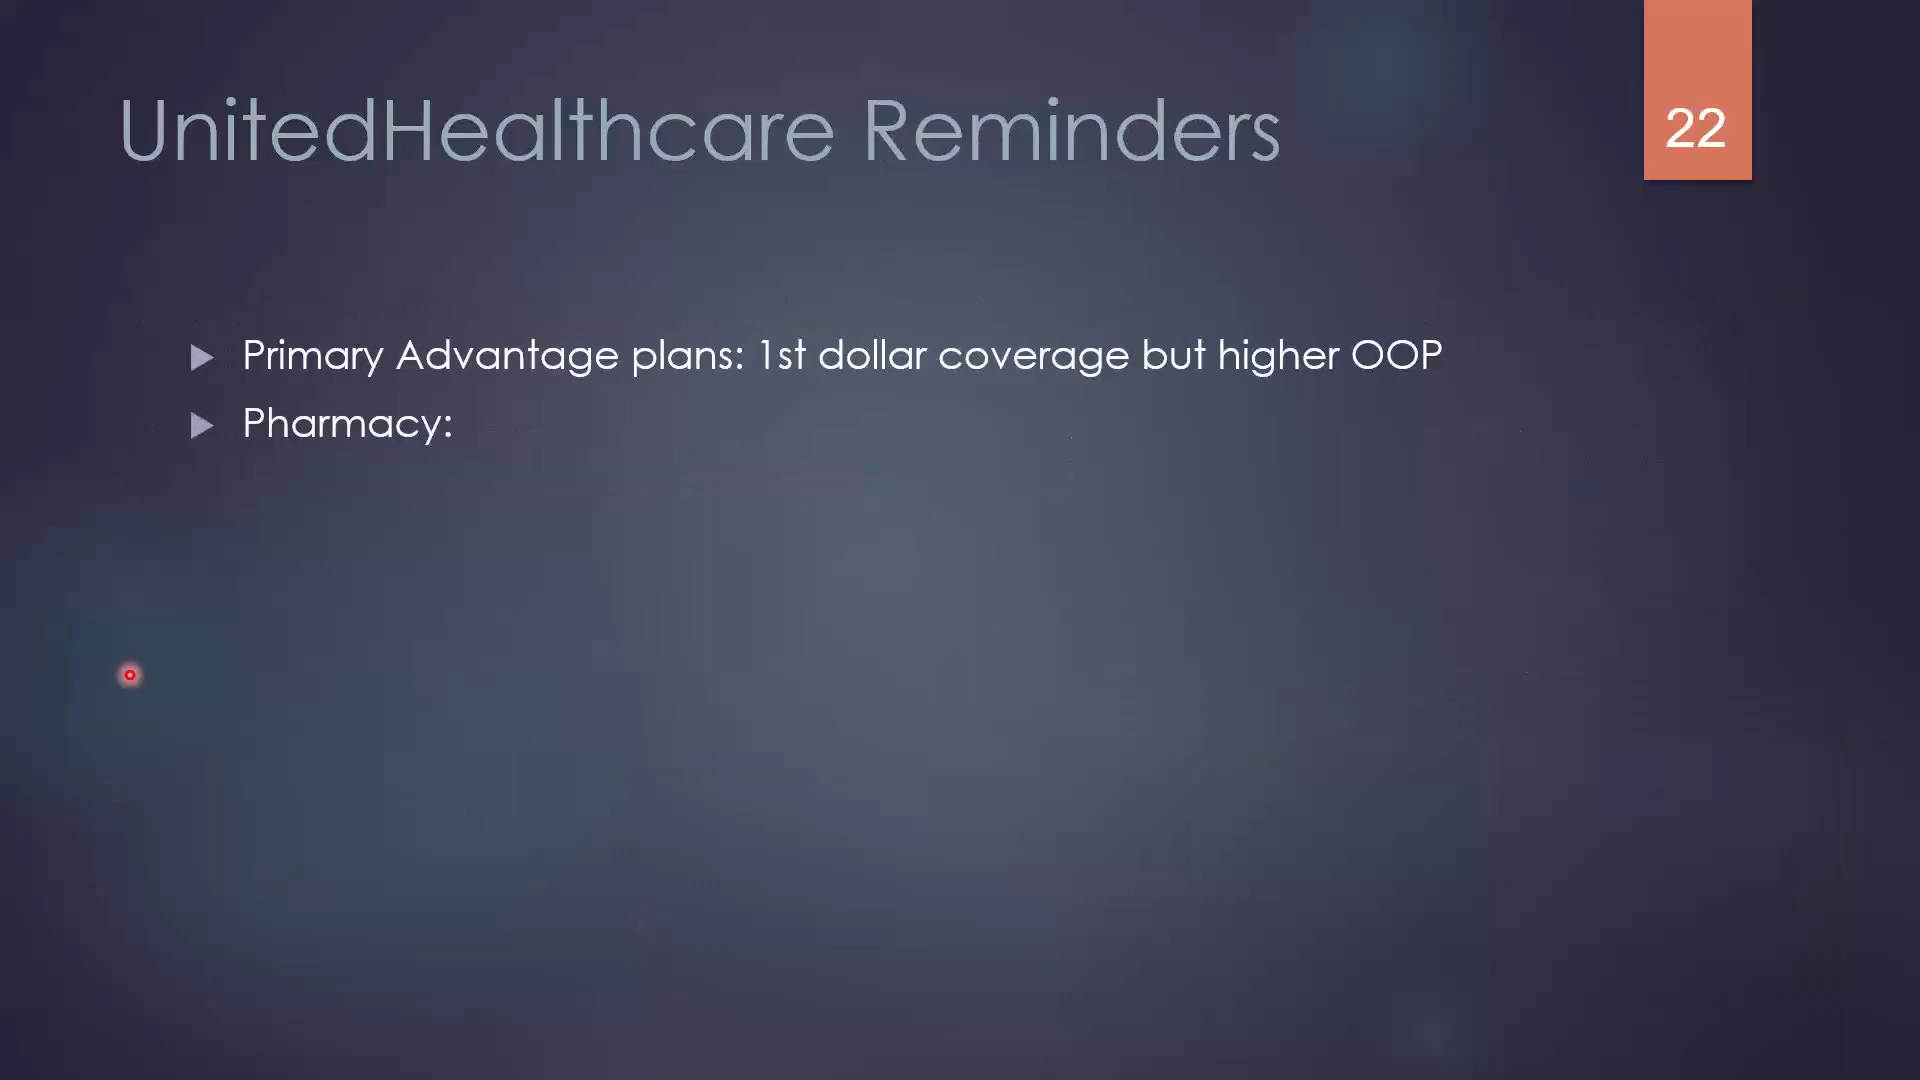 UnitedHealthcare Reminders
22
Primary Advantage plans: 1st dollar coverage but higher OOP
Pharmacy: